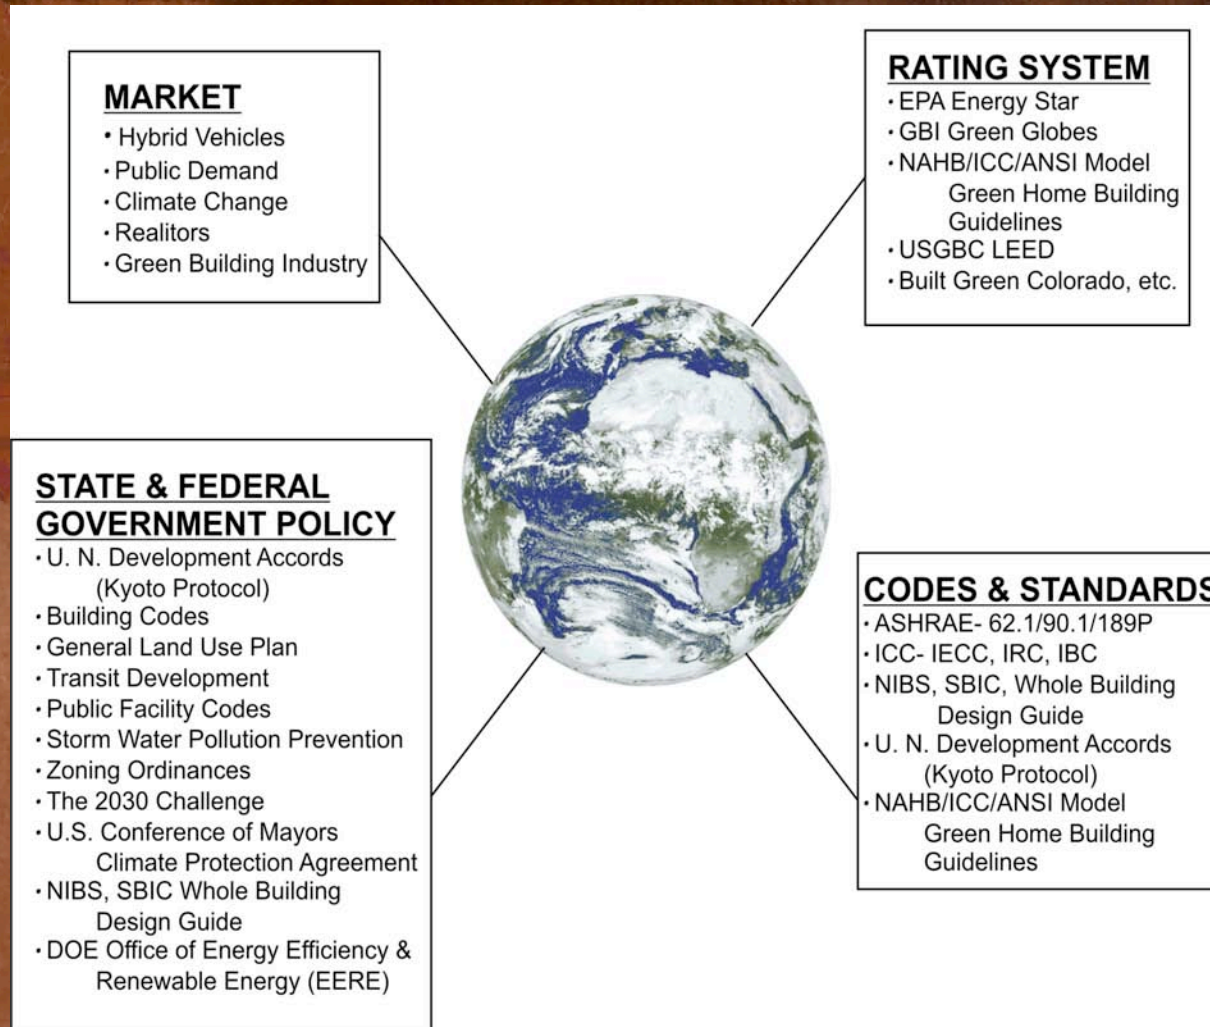 MARKET
• Hybrid Vehicles
· Public Demand
· Climate Change
· Realitors
· Green Building Industry
RATING SYSTEM
· EPA Energy Star
· GBI Green Globes
· NAHB/ICC/ANSI Model
Green Home Building
Guidelines
· USGBC LEED
· Built Green Colorado, etc.
STATE & FEDERAL
GOVERNMENT POLICY
· U. N. Development Accords
(Kyoto Protocol)
· Building Codes
· General Land Use Plan
· Transit Development
· Public Facility Codes
· Storm Water Pollution Prevention
· Zoning Ordinances
· The 2030 Challenge
· U.S. Conference of Mayors
Climate Protection Agreement
· NIBS, SBIC Whole Building
Design Guide
· DOE Office of Energy Efficiency &
Renewable Energy (EERE)
CODES & STANDARDS
· ASHRAE- 62.1/90.1/189P
· ICC- IECC, IRC, IBC
· NIBS, SBIC, Whole Building
Design Guide
· U. N. Development Accords
(Kyoto Protocol)
· NAHB/ICC/ANSI Model
Green Home Building
Guidelines